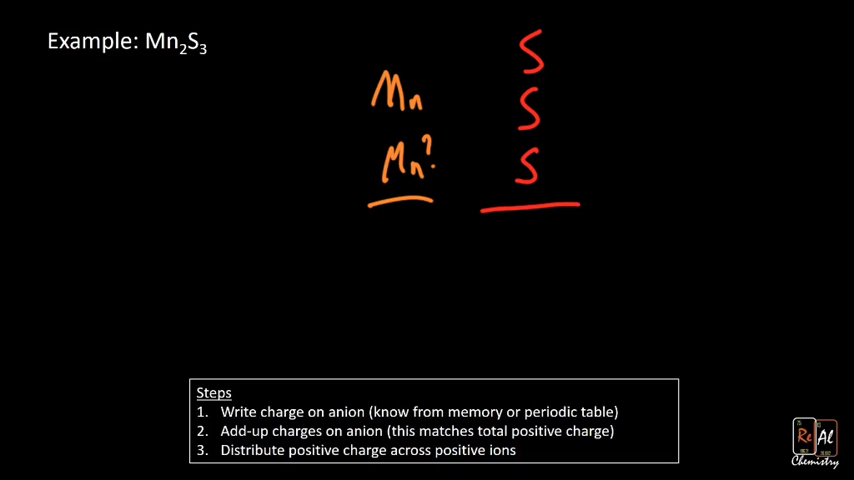 Example: Mn₂S₃
S
Mn
S
Mn?
S
Steps
1. Write charge on anion (know from memory or periodic table)
2. Add-up charges on anion (this matches total positive charge)
3. Distribute positive charge across positive ions
Re Al
Chemistry